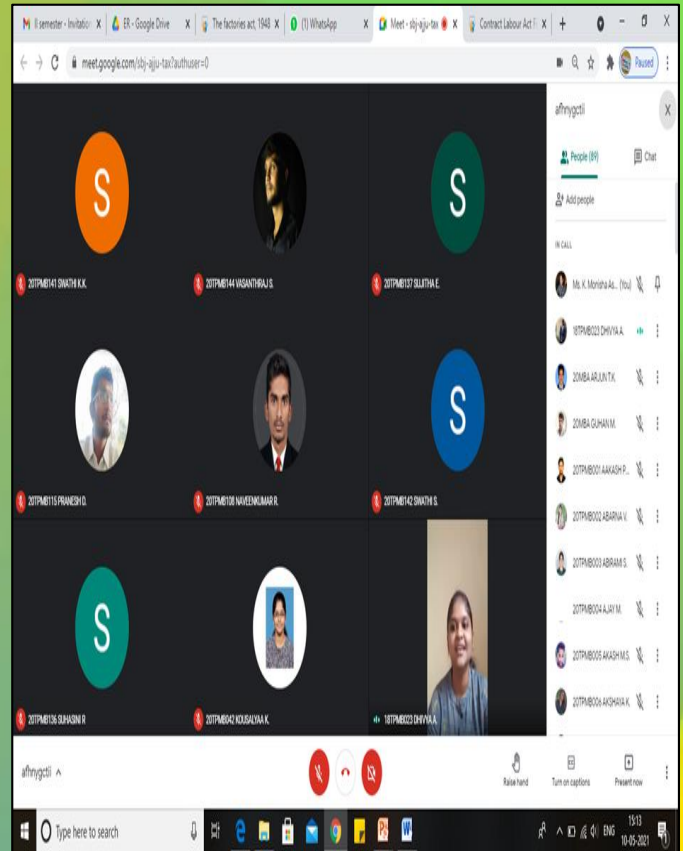 II semester - Invitation
ER - Google Drive
The factories act, 1948
(1) WhatsApp
Meet - sbj-ajju-tax
Contract Labour Act
meet.google.com/sbj-ajju-tax?authuser=0
Paused
S
S
20TPMB141 SWATHI K.K.
20TPMB144 VASANTHRAJ S.
20TPMB137 SUJITHA E.
S
20TPMB115 PRANESH D.
20TPMB108 NAVEENKUMAR R.
20TPMB142 SWATHI S.
S
20TPMB136 SUHASINI R
20TPMB042 KOUSALYAA K.
18TPMB023 DHIVYA A.
afhnygctii
People (89)
Chat
Add people
IN CALL
Ms. K. Monisha As... (You)
18TPMB023 DHIVYA A.
20MBA ARJUN T.K.
20MBA GUHAN M.
20TPMB001 AAKASH P...
20TPMB002 ABARNA V.
20TPMB003 ABIRAMI S.
20TPMB004 AJAY M.
20TPMB005 AKASH M.S.
20TPMB006 AKSHAYA K.
afhnygctii
Raise hand
Turn on captions
Present now
Type here to search
ENG
15:13
10-05-2021